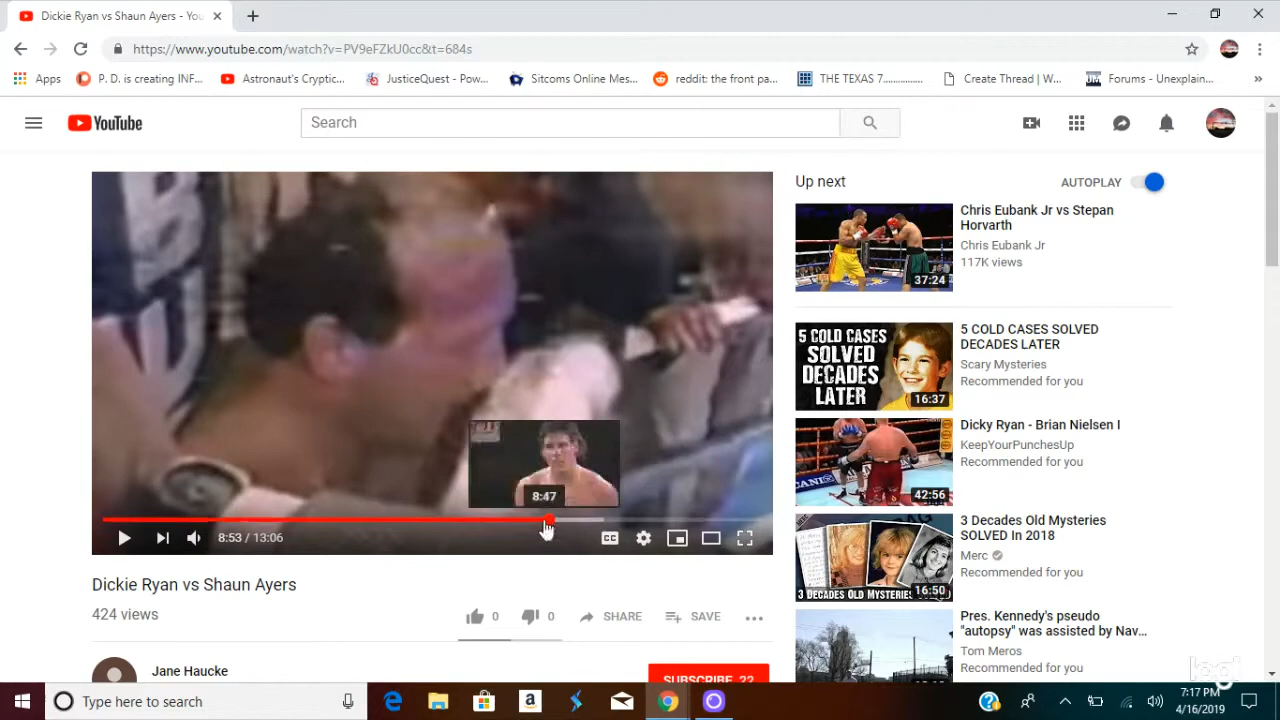 Dickie Ryan vs Shaun Ayers - You
https://www.youtube.com/watch?v=PV9eFZkU0cc&t=684s
Apps P. D. is creating INF... Astronaut's Cryptic... JusticeQuest - Pow... Sitcoms Online Mes... reddit: the front pa... THE TEXAS 7.............. Create Thread | W... Forums - Unexplain... »
YouTube
Search
Up next
AUTOPLAY
Chris Eubank Jr vs Stepan
Horvarth
Chris Eubank Jr
117K views
37:24
5 COLD CASES
SOLVED
DECADES
LATER
16:37
5 COLD CASES SOLVED
DECADES LATER
Scary Mysteries
Recommended for you
42:56
Dicky Ryan - Brian Nielsen I
KeepYourPunchesUp
Recommended for you
3 DECADES OLD MYSTERIES
16:50
3 Decades Old Mysteries
SOLVED In 2018
Merc
Recommended for you
Pres. Kennedy's pseudo
"autopsy" was assisted by Nav...
Tom Meros
Recommended for you
8:47
8:53 / 13:06
CC
Dickie Ryan vs Shaun Ayers
424 views
0 0 SHARE SAVE
Jane Haucke
SUBSCRIBE 22
Type here to search
7:17 PM
4/16/2019